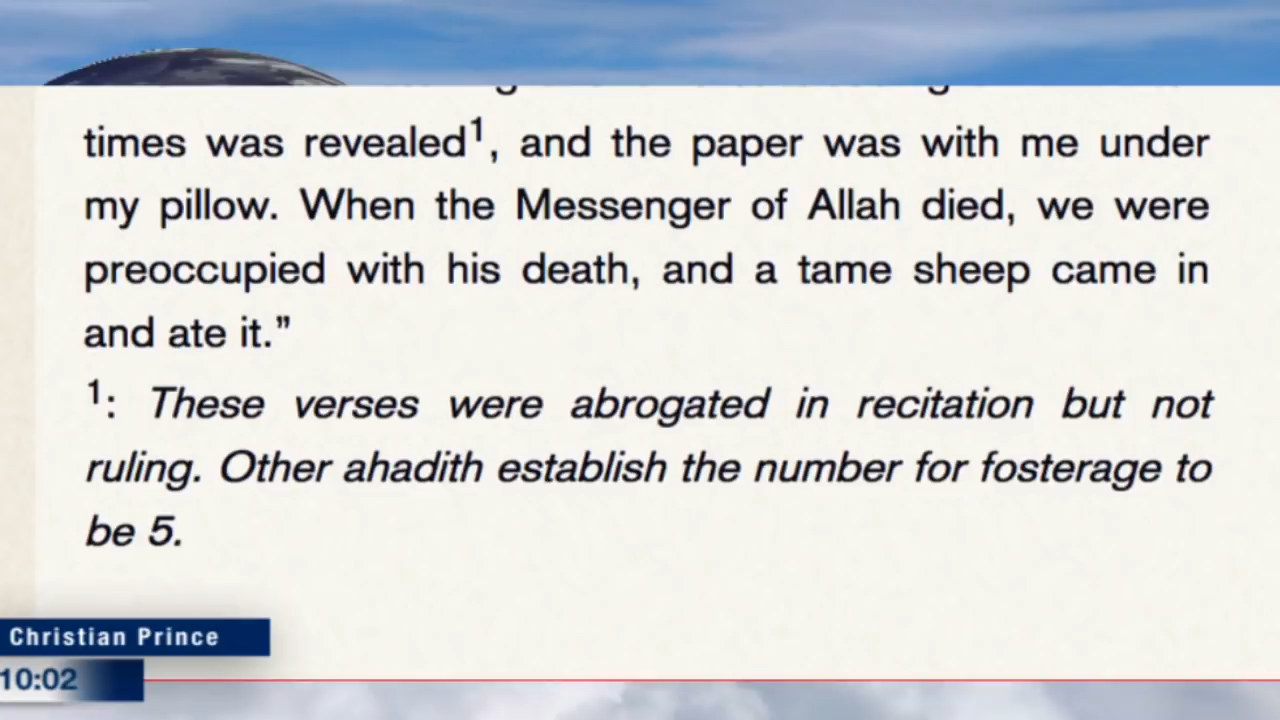 times was revealed¹, and the paper was with me under
my pillow. When the Messenger of Allah died, we were
preoccupied with his death, and a tame sheep came in
and ate it.”
¹: These verses were abrogated in recitation but not
ruling. Other ahadith establish the number for fosterage to
be 5.
Christian Prince
10:02